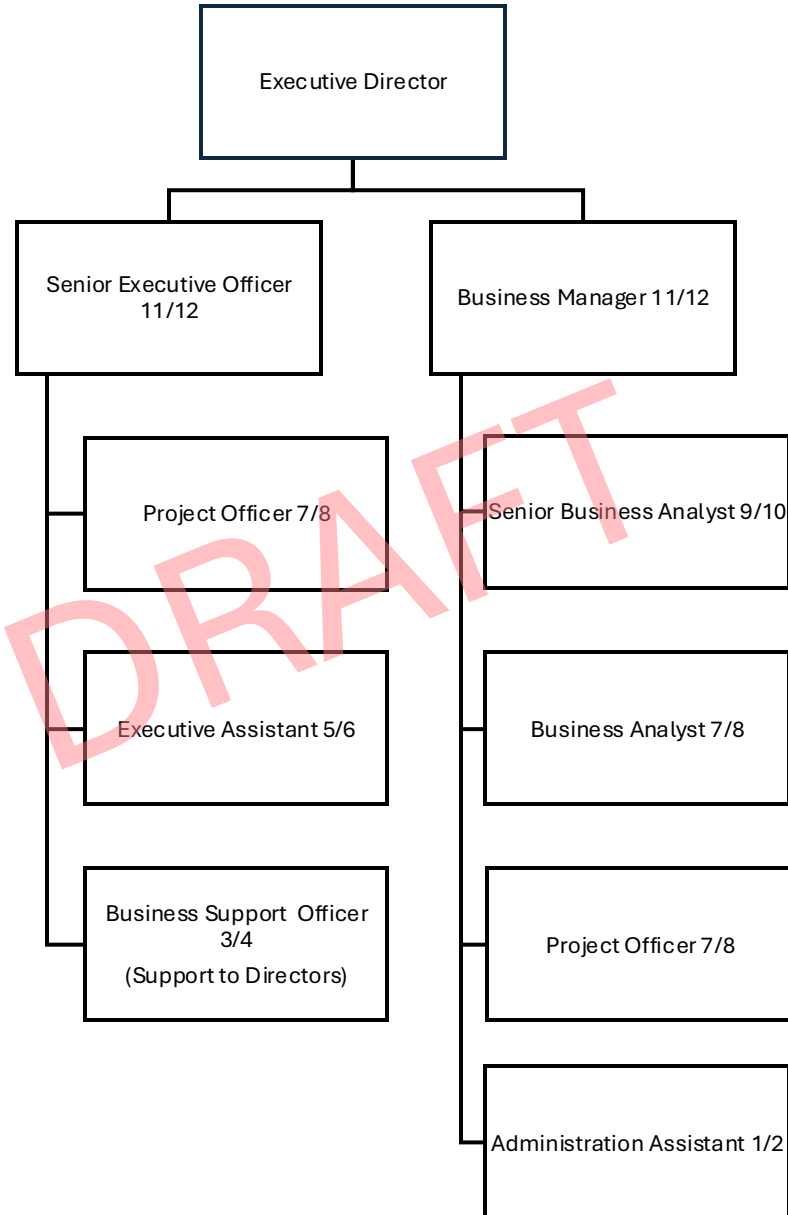 Executive Director
Senior Executive Officer
11/12
Business Manager 11/12
Project Officer 7/8
Senior Business Analyst 9/10
Executive Assistant 5/6
Business Analyst 7/8
Business Support Officer
3/4
(Support to Directors)
Project Officer 7/8
Administration Assistant 1/2
DRAFT